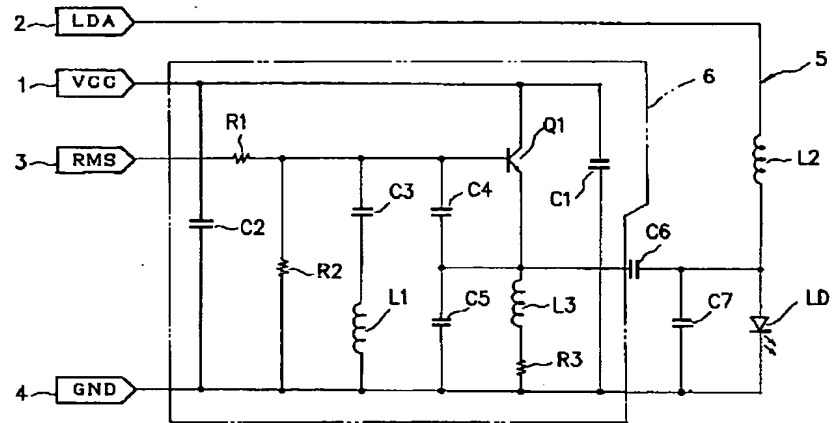 2 LDA
1 VCC
5
6
R1
Q1
3 RMS
L2
C3
C4
C1
C2
C6
R2
L1
C5
L3
C7
LD
R3
4 GND